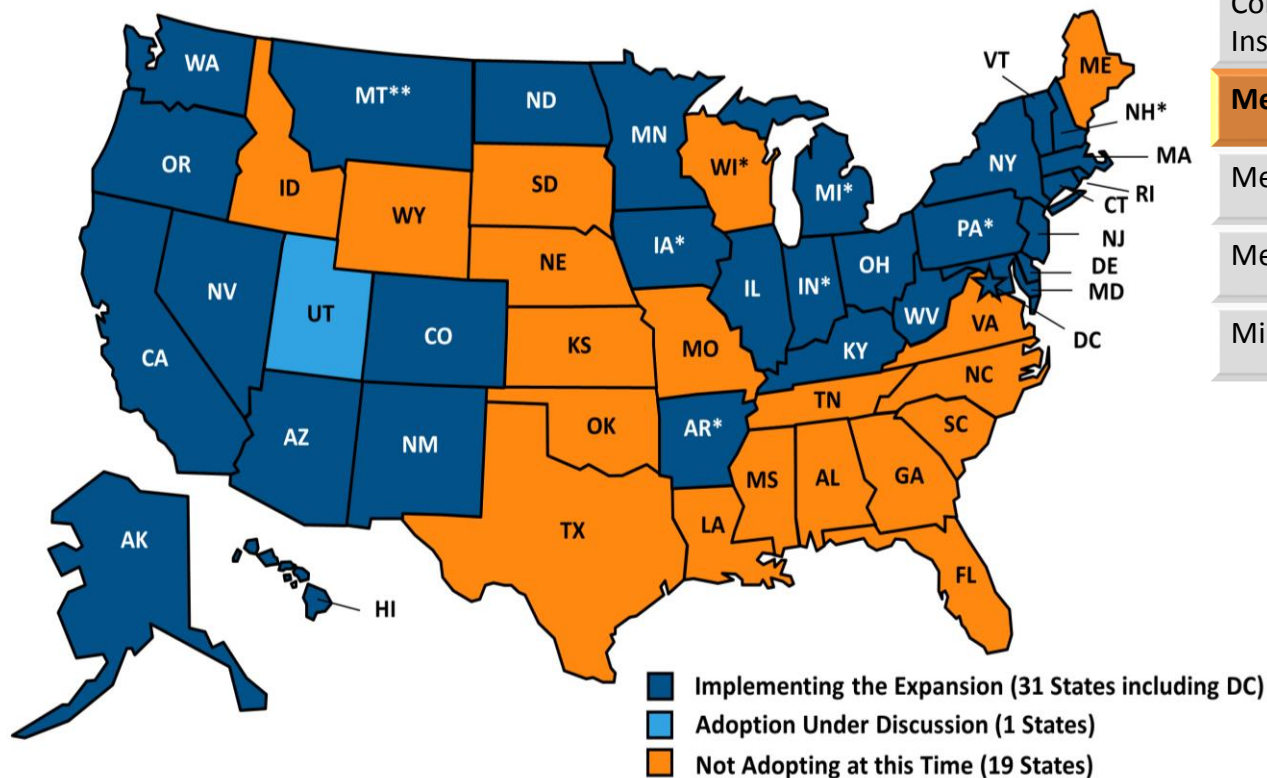 WA
MT**
ND
MN
VT
ME
NH*
MA
RI
CT
NJ
DE
MD
DC
OR
ID
WY
SD
WI*
MI*
NY
PA*
NV
UT
CO
NE
IA*
IL
IN*
OH
WV
VA
CA
KS
MO
KY
NC
TN
SC
AZ
NM
OK
AR*
MS
AL
GA
TX
LA
FL
AK
HI
Implementing the Expansion (31 States including DC)
Adoption Under Discussion (1 States)
Not Adopting at this Time (19 States)